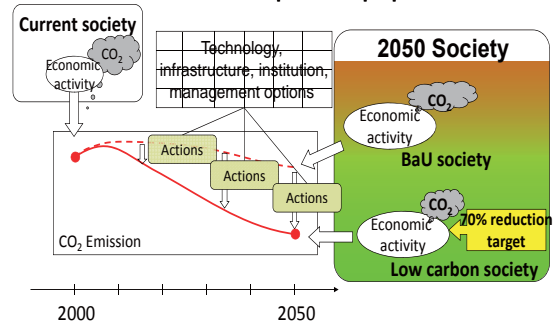 Current society
CO2
Economic
activity
Technology,
infrastructure, institution,
management options
2050 Society
CO2
Economic
activity
BaU society
Actions
Actions
Actions
CO2
Economic
activity
70% reduction
target
Low carbon society
CO2 Emission
2000
2050